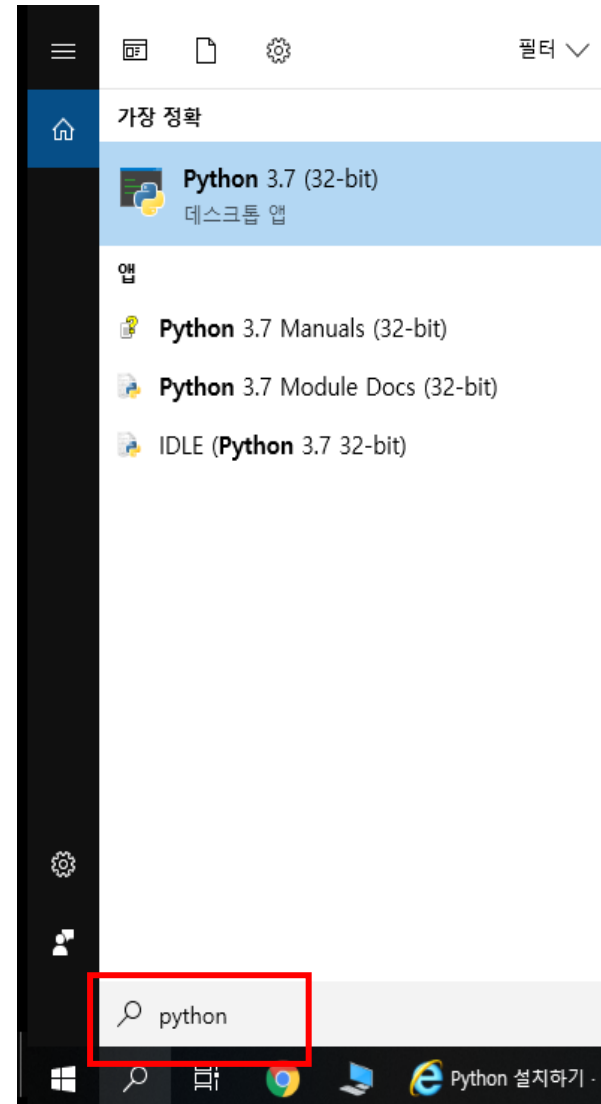 필터
가장 정확
Python 3.7 (32-bit)
데스크톱 앱
앱
Python 3.7 Manuals (32-bit)
Python 3.7 Module Docs (32-bit)
IDLE (Python 3.7 32-bit)
python
Python 설치하기 -